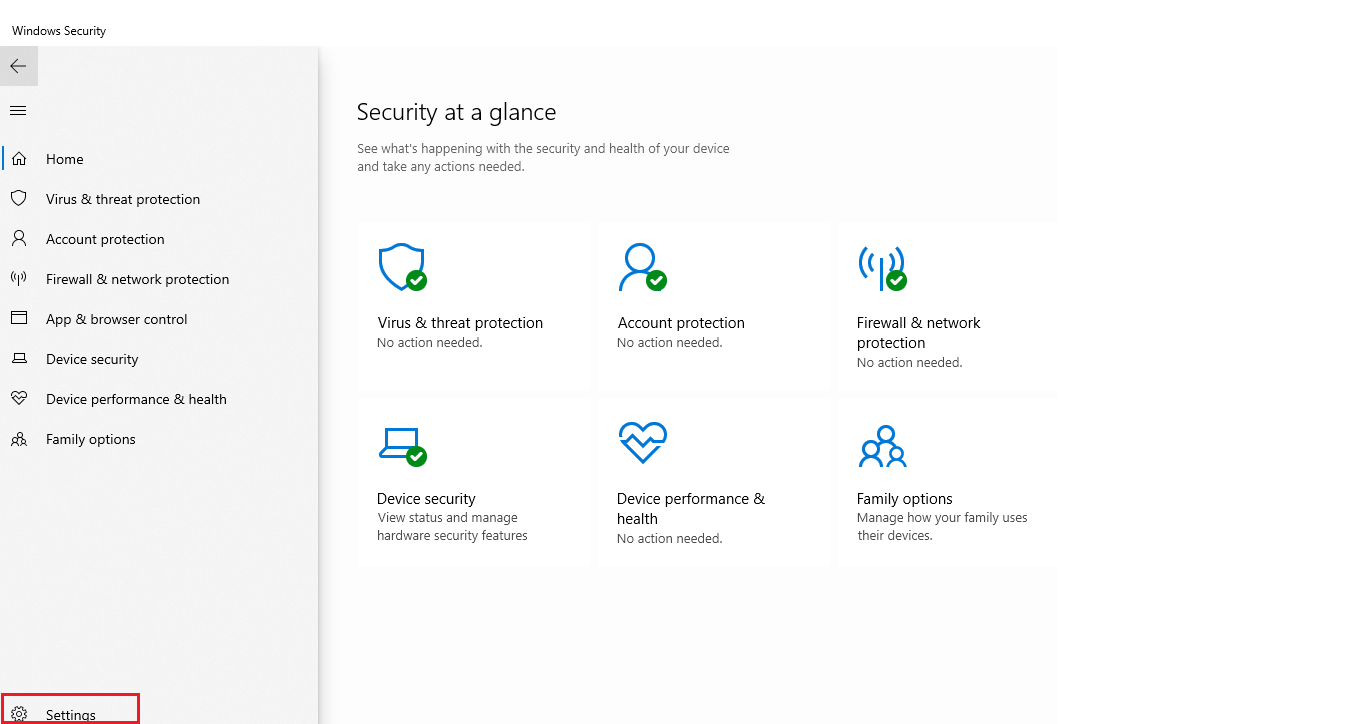 Windows Security
Home
Virus & threat protection
Account protection
Firewall & network protection
App & browser control
Device security
Device performance & health
Family options
Settings
Security at a glance
See what's happening with the security and health of your device
and take any actions needed.
Virus & threat protection
No action needed.
Account protection
No action needed.
Firewall & network
protection
No action needed.
Device security
View status and manage
hardware security features
Device performance &
health
No action needed.
Family options
Manage how your family uses
their devices.